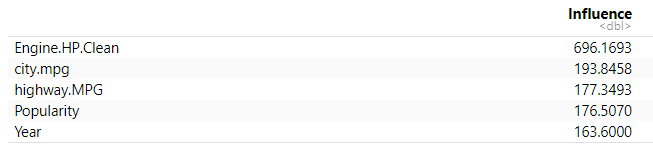 Influence
<dbl>
Engine.HP.Clean 696.1693
city.mpg 193.8458
highway.MPG 177.3493
Popularity 176.5070
Year 163.6000